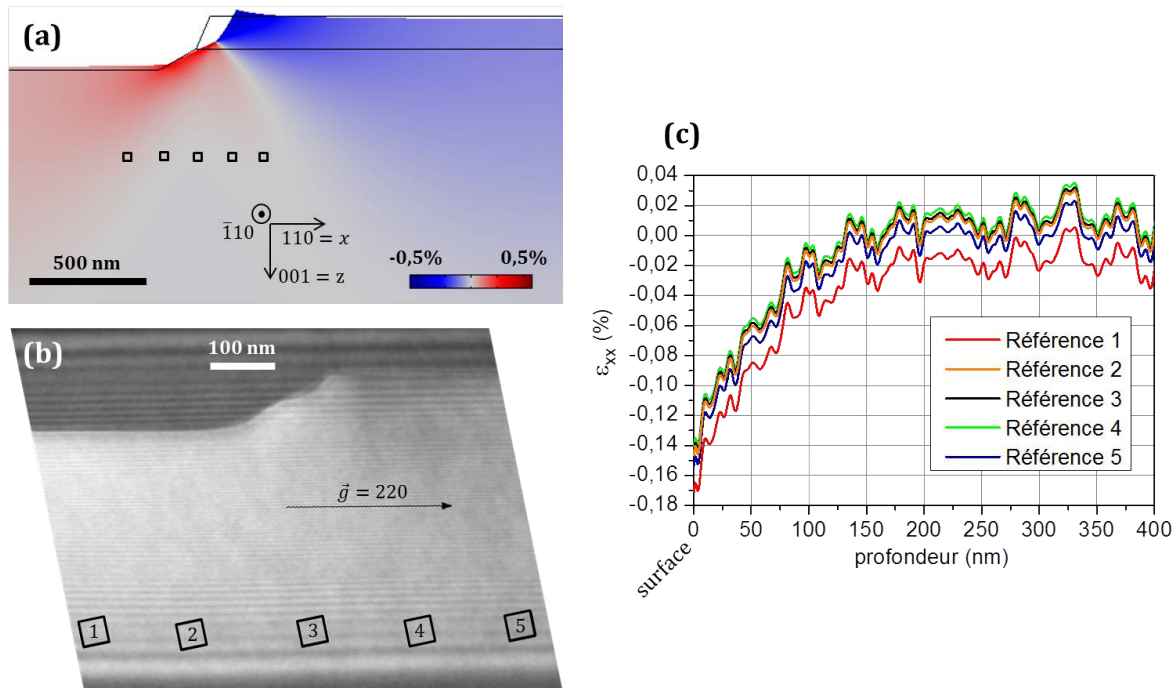 (a)
1̅10
110 = x
001 = z
500 nm
-0,5% 0,5%
(b)
100 nm
g⃗ = 220
1 2 3 4 5
(c)
0,04
0,02
0,00
-0,02
-0,04
-0,06
-0,08
-0,10
-0,12
-0,14
-0,16
-0,18
εxx (%)
Référence 1
Référence 2
Référence 3
Référence 4
Référence 5
0 50 100 150 200 250 300 350 400
surface
profondeur (nm)